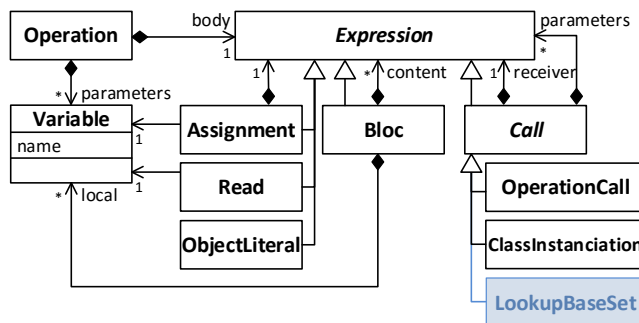 body
parameters
Operation
Expression
1
1
*
content
1
receiver
*
*
parameters
Variable
name
Assignment
Bloc
Call
1
Read
OperationCall
1
*
local
ObjectLiteral
ClassInstanciation
LookupBaseSet